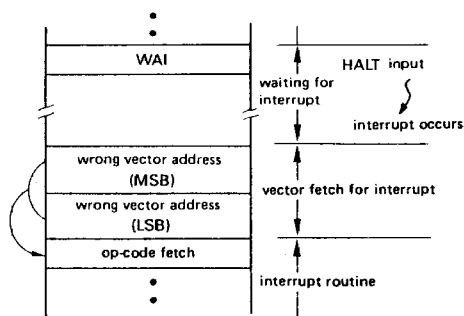 WAI
waiting for
interrupt
HALT input
interrupt occurs
wrong vector address
(MSB)
wrong vector address
(LSB)
vector fetch for interrupt
op-code fetch
interrupt routine